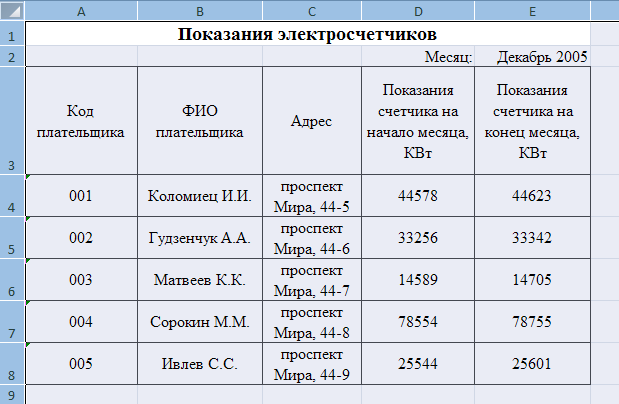 A B C D E
1 Показания электросчетчиков
2 Месяц: Декабрь 2005
Показания Показания
Код ФИО счетчика на счетчика на
плательщика плательщика Адрес начало месяца, конец месяца,
3 КВт КВт
проспект
4 001 Коломиец И.И. Мира, 44-5 44578 44623
проспект
5 002 Гудзенчук А.А. Мира, 44-6 33256 33342
проспект
6 003 Матвеев К.К. Мира, 44-7 14589 14705
проспект
7 004 Сорокин М.М. Мира, 44-8 78554 78755
проспект
8 005 Ивлев С.С. Мира, 44-9 25544 25601
9